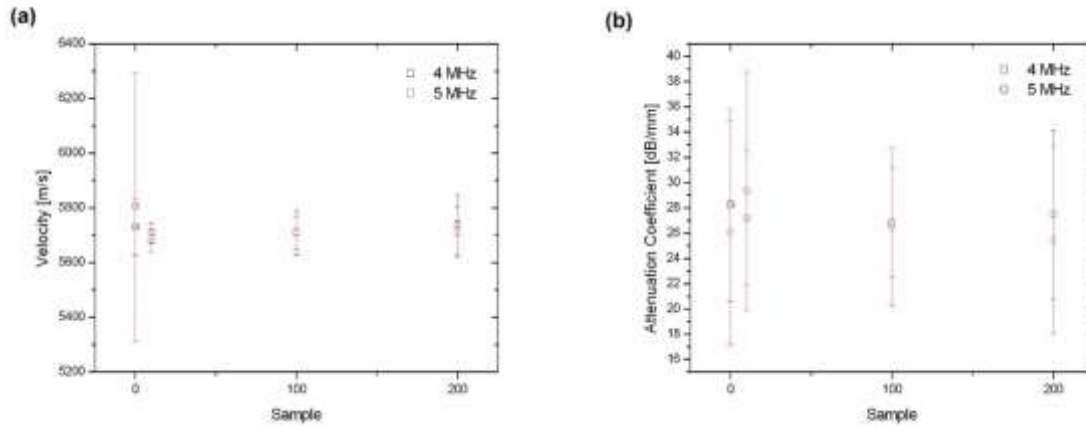 (a)
6400
6200
6000
5800
5600
5400
5200
Velocity [m/s]
4 MHz
5 MHz
0
100
200
Sample
(b)
40
38
36
34
32
30
28
26
24
22
20
18
16
Attenuation Coefficient [dB/mm]
4 MHz
5 MHz
0
100
200
Sample